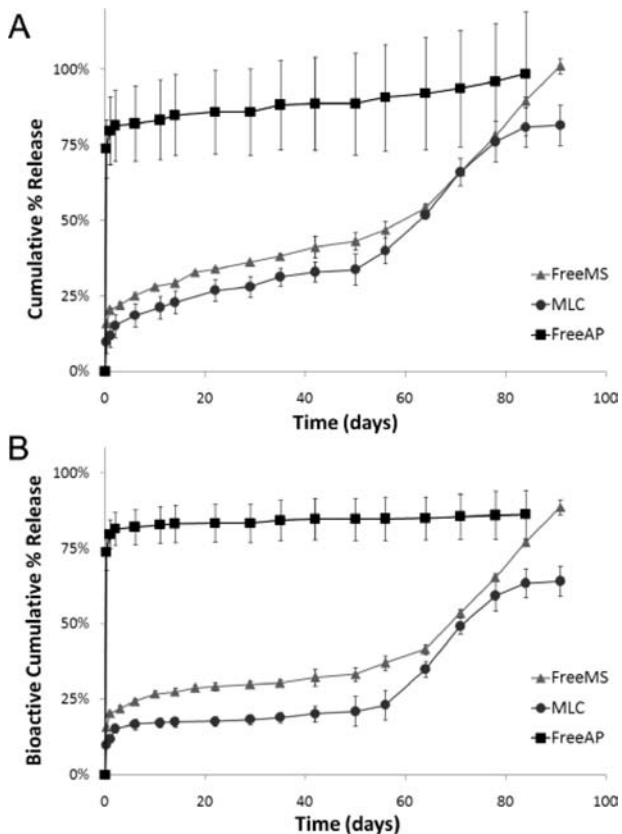 A
100%
75%
50%
25%
0%
Cumulative % Release
FreeMS
MLC
FreeAP
20
40
60
80
100
Time (days)
B
100%
75%
50%
25%
0%
Bioactive Cumulative % Release
FreeMS
MLC
FreeAP
0
20
40
60
80
100
Time (days)